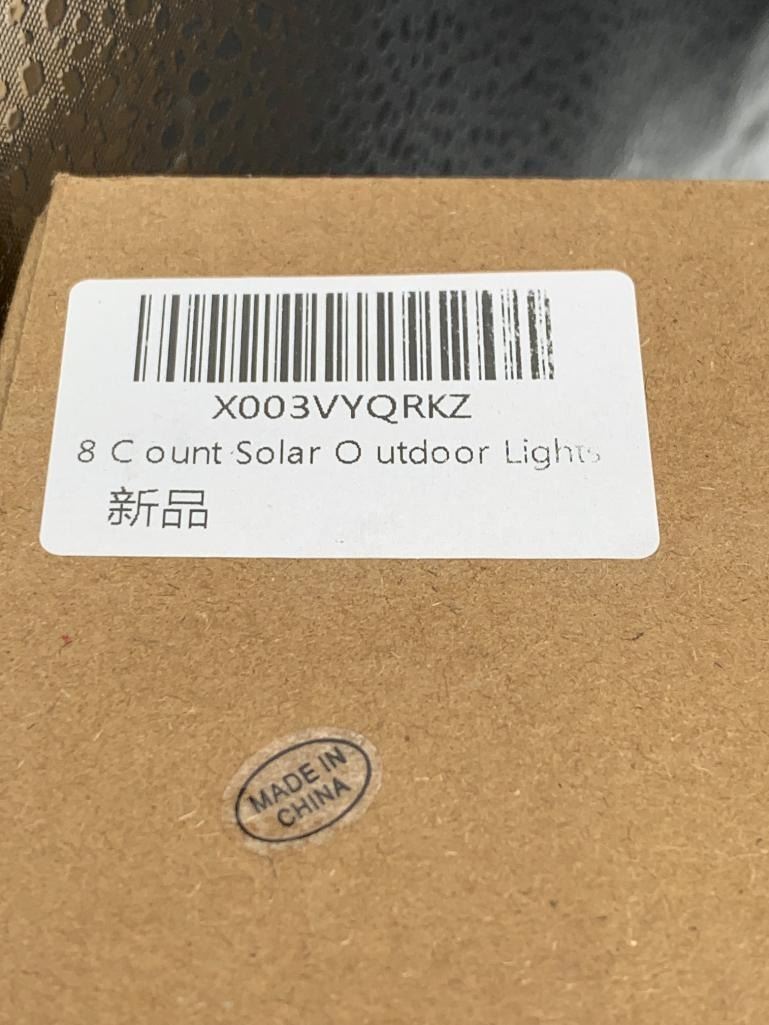 X003VYQRKZ
8 C ount Solar O utdoor Lights
新品
MADE IN
CHINA